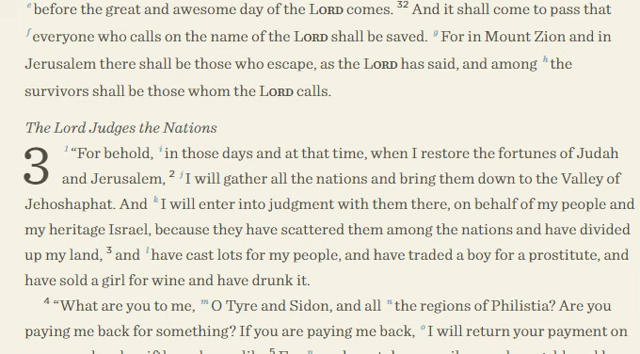 e before the great and awesome day of the LORD comes. 32 And it shall come to pass that
f everyone who calls on the name of the LORD shall be saved. g For in Mount Zion and in
Jerusalem there shall be those who escape, as the LORD has said, and among h the
survivors shall be those whom the LORD calls.
The Lord Judges the Nations
3 1 “For behold, i in those days and at that time, when I restore the fortunes of Judah
and Jerusalem, 2 j I will gather all the nations and bring them down to the Valley of
Jehoshaphat. And k I will enter into judgment with them there, on behalf of my people and
my heritage Israel, because they have scattered them among the nations and have divided
up my land, 3 and l have cast lots for my people, and have traded a boy for a prostitute, and
have sold a girl for wine and have drunk it.
4 “What are you to me, m O Tyre and Sidon, and all n the regions of Philistia? Are you
paying me back for something? If you are paying me back, o I will return your payment on